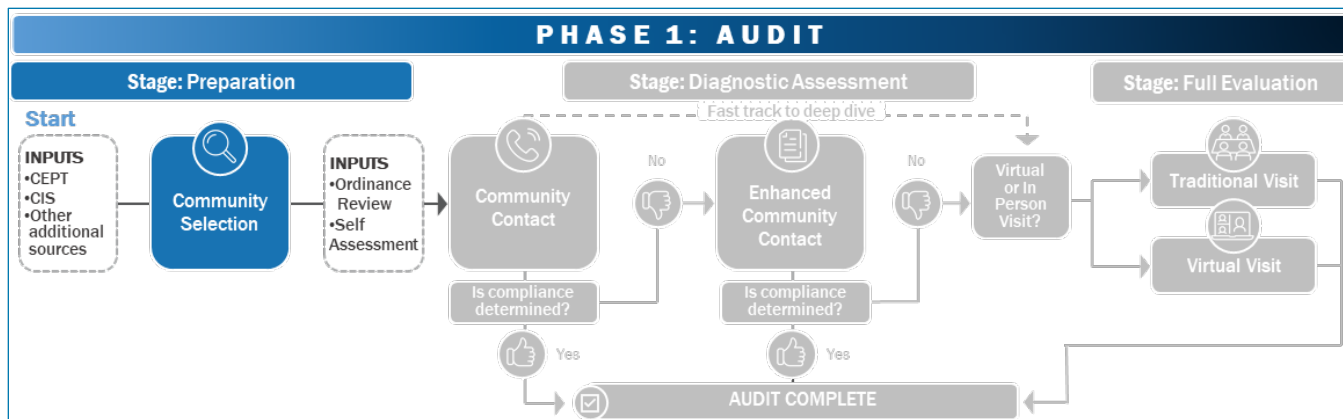 PHASE 1: AUDIT
Stage: Preparation
Stage: Diagnostic Assessment
Stage: Full Evaluation
Start
Fast track to deep dive
INPUTS
•CEPT
•CIS
•Other
additional
sources
Community
Selection
INPUTS
•Ordinance
Review
•Self
Assessment
Community
Contact
No
Enhanced
Community
Contact
No
Virtual
or In
Person
Visit?
Traditional Visit
Virtual Visit
Is compliance
determined?
Is compliance
determined?
Yes
Yes
AUDIT COMPLETE